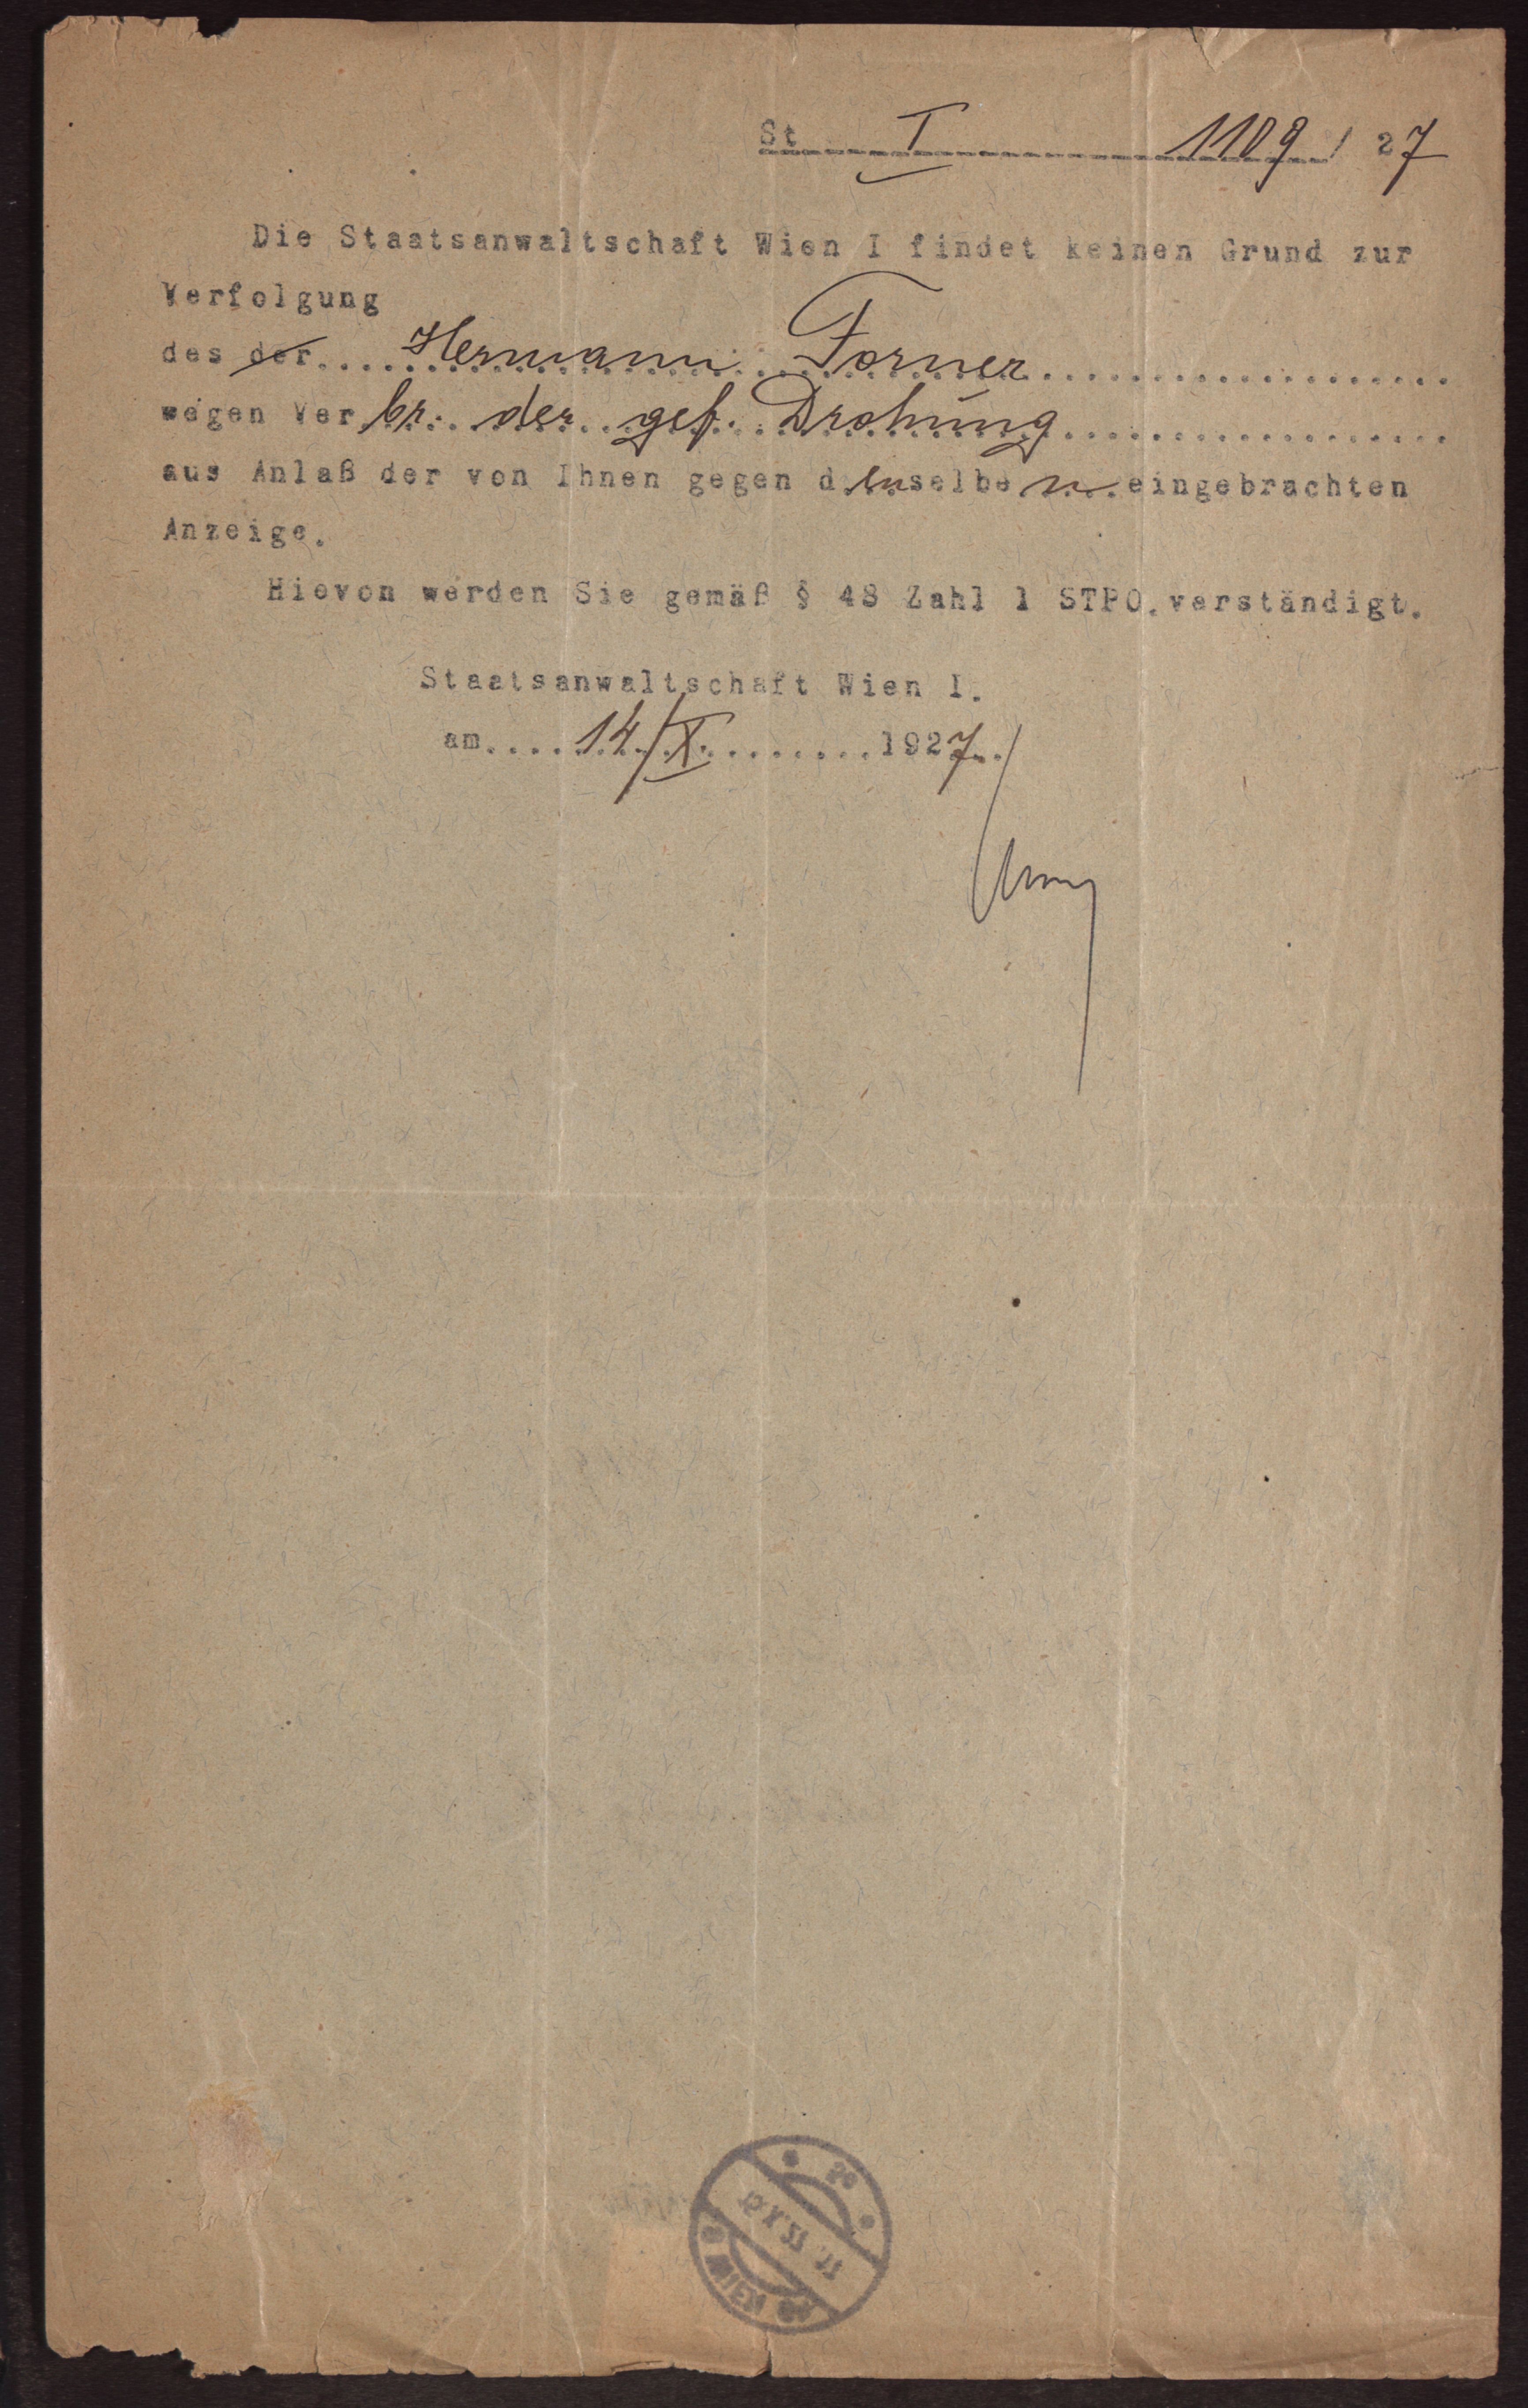 St I 1109 / 27
Die Staatsanwaltschaft Wien I findet keinen Grund zur
Verfolgung
des der.... Hermann Forner ....................
wegen Verbr. der gef. Drohung ....................
aus Anlaß der von Ihnen gegen denselben eingebrachten
Anzeige.
Hievon werden Sie gemäß § 48 Zahl 1 STPO. verständigt.
Staatsanwaltschaft Wien I.
am.... 14/X. ........ 1927.
WIEN